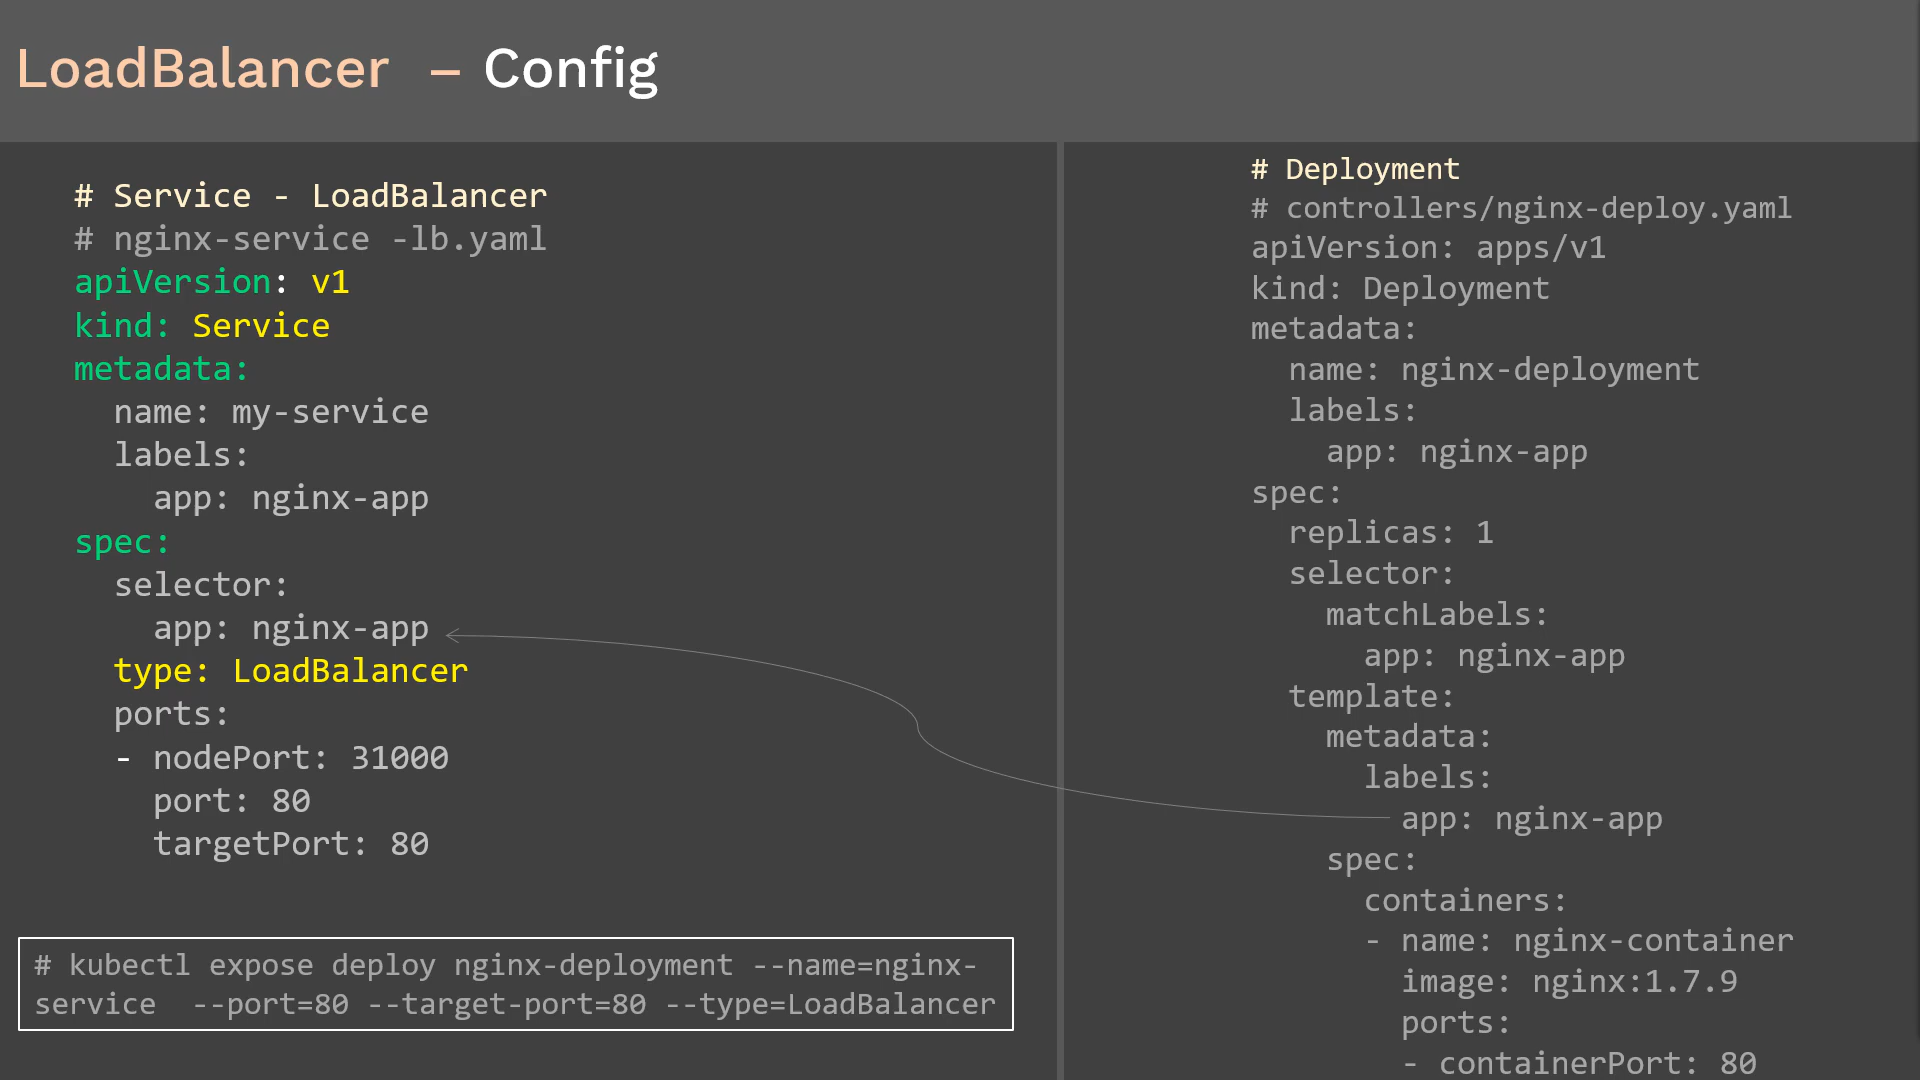 LoadBalancer – Config
# Service - LoadBalancer
# nginx-service -lb.yaml
apiVersion: v1
kind: Service
metadata:
  name: my-service
  labels:
    app: nginx-app
spec:
  selector:
    app: nginx-app
  type: LoadBalancer
  ports:
  - nodePort: 31000
    port: 80
    targetPort: 80
# kubectl expose deploy nginx-deployment --name=nginx-
service  --port=80 --target-port=80 --type=LoadBalancer
# Deployment
# controllers/nginx-deploy.yaml
apiVersion: apps/v1
kind: Deployment
metadata:
  name: nginx-deployment
  labels:
    app: nginx-app
spec:
  replicas: 1
  selector:
    matchLabels:
      app: nginx-app
  template:
    metadata:
      labels:
        app: nginx-app
    spec:
      containers:
      - name: nginx-container
        image: nginx:1.7.9
        ports:
        - containerPort: 80